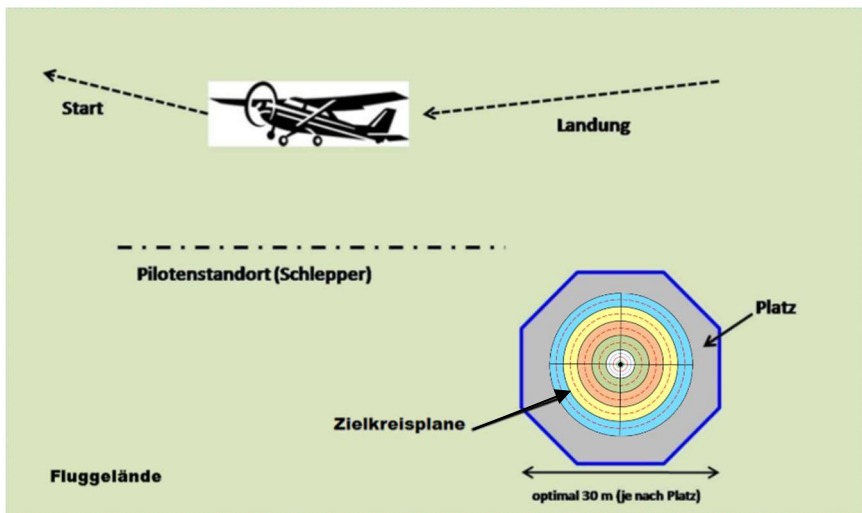 Start
Landung
Pilotenstandort (Schlepper)
Platz
Zielkreisplane
Fluggelände
optimal 30 m (je nach Platz)